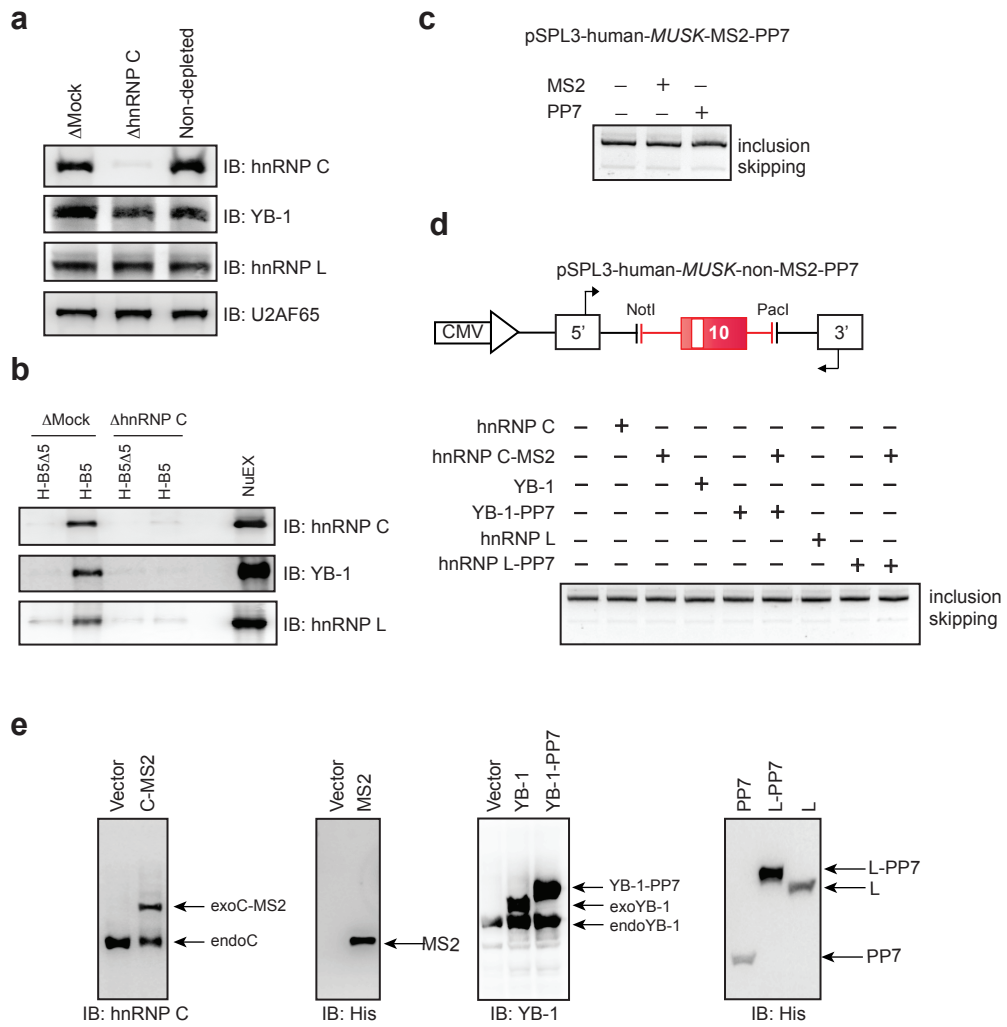 a
ΔMock
ΔhnRNP C
Non-depleted
IB: hnRNP C
IB: YB-1
IB: hnRNP L
IB: U2AF65
b
ΔMock ΔhnRNP C
H-B5Δ5
H-B5
H-B5Δ5
H-B5
NuEX
IB: hnRNP C
IB: YB-1
IB: hnRNP L
c
pSPL3-human-MUSK-MS2-PP7
MS2 – + –
PP7 – – +
inclusion
skipping
d
pSPL3-human-MUSK-non-MS2-PP7
CMV 5’ NotI 10 PacI 3’
hnRNP C – + – – – – – – –
hnRNP C-MS2 – – + – – + – – +
YB-1 – – – + – – – – –
YB-1-PP7 – – – – + + – – –
hnRNP L – – – – – – + – –
hnRNP L-PP7 – – – – – – – + +
inclusion
skipping
e
Vector
C-MS2
exoC-MS2
endoC
IB: hnRNP C
Vector
MS2
MS2
IB: His
Vector
YB-1
YB-1-PP7
YB-1-PP7
exoYB-1
endoYB-1
IB: YB-1
PP7
L-PP7
L
L-PP7
L
PP7
IB: His